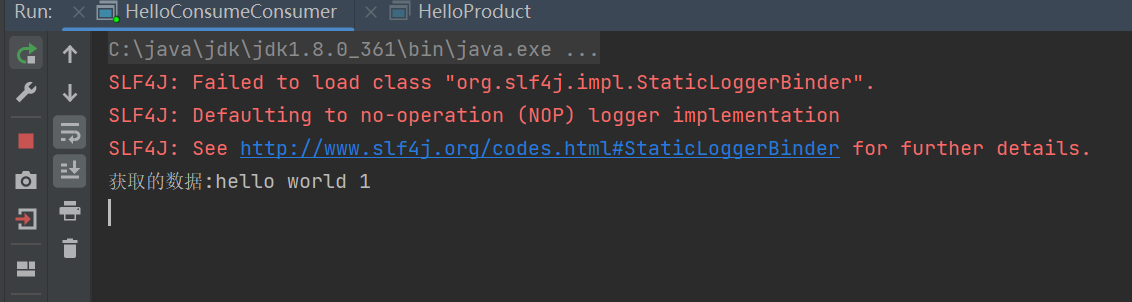 Run: HelloConsumeConsumer HelloProduct
C:\java\jdk\jdk1.8.0_361\bin\java.exe ...
SLF4J: Failed to load class "org.slf4j.impl.StaticLoggerBinder".
SLF4J: Defaulting to no-operation (NOP) logger implementation
SLF4J: See http://www.slf4j.org/codes.html#StaticLoggerBinder for further details.
获取的数据:hello world 1